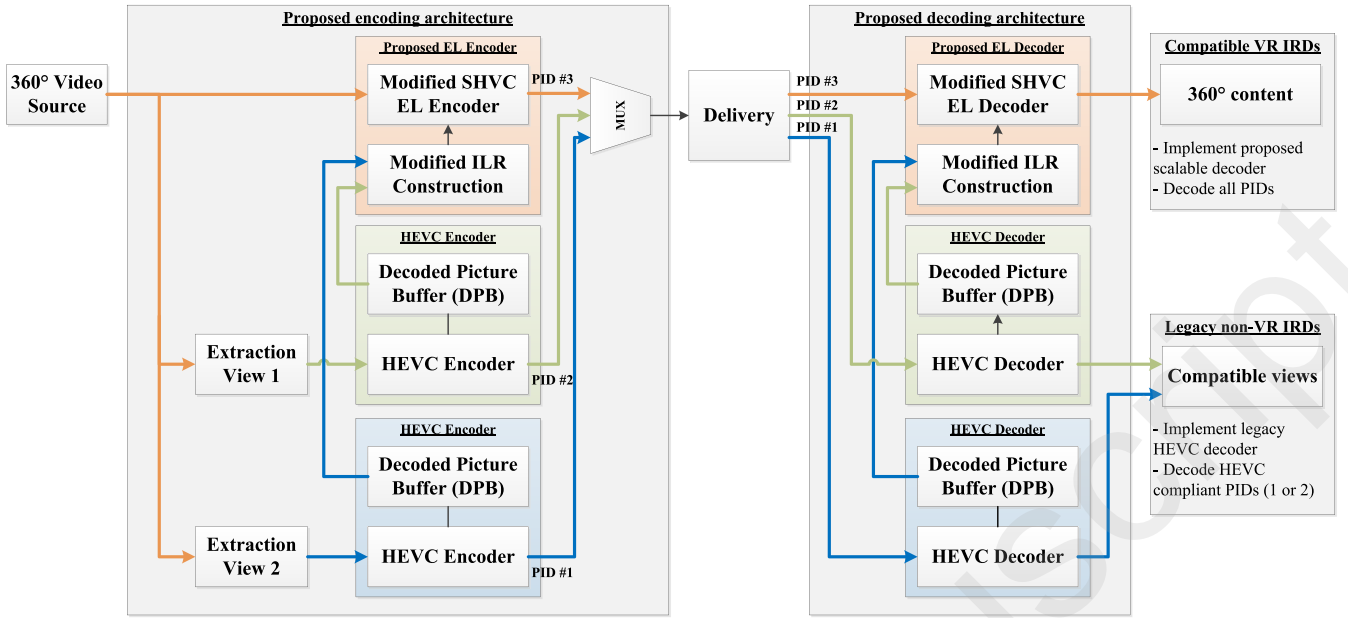 Proposed encoding architecture
Proposed decoding architecture
360° Video
Source
Proposed EL Encoder
Modified SHVC
EL Encoder
Modified ILR
Construction
PID #3
MUX
HEVC Encoder
Decoded Picture
Buffer (DPB)
HEVC Encoder
PID #2
Extraction
View 1
HEVC Encoder
Decoded Picture
Buffer (DPB)
HEVC Encoder
PID #1
Extraction
View 2
Delivery
PID #3
PID #2
PID #1
Proposed EL Decoder
Modified SHVC
EL Decoder
Modified ILR
Construction
HEVC Decoder
Decoded Picture
Buffer (DPB)
HEVC Decoder
HEVC Decoder
Decoded Picture
Buffer (DPB)
HEVC Decoder
Compatible VR IRDs
360° content
- Implement proposed
scalable decoder
- Decode all PIDs
Legacy non-VR IRDs
Compatible views
- Implement legacy
HEVC decoder
- Decode HEVC
compliant PIDs (1 or 2)